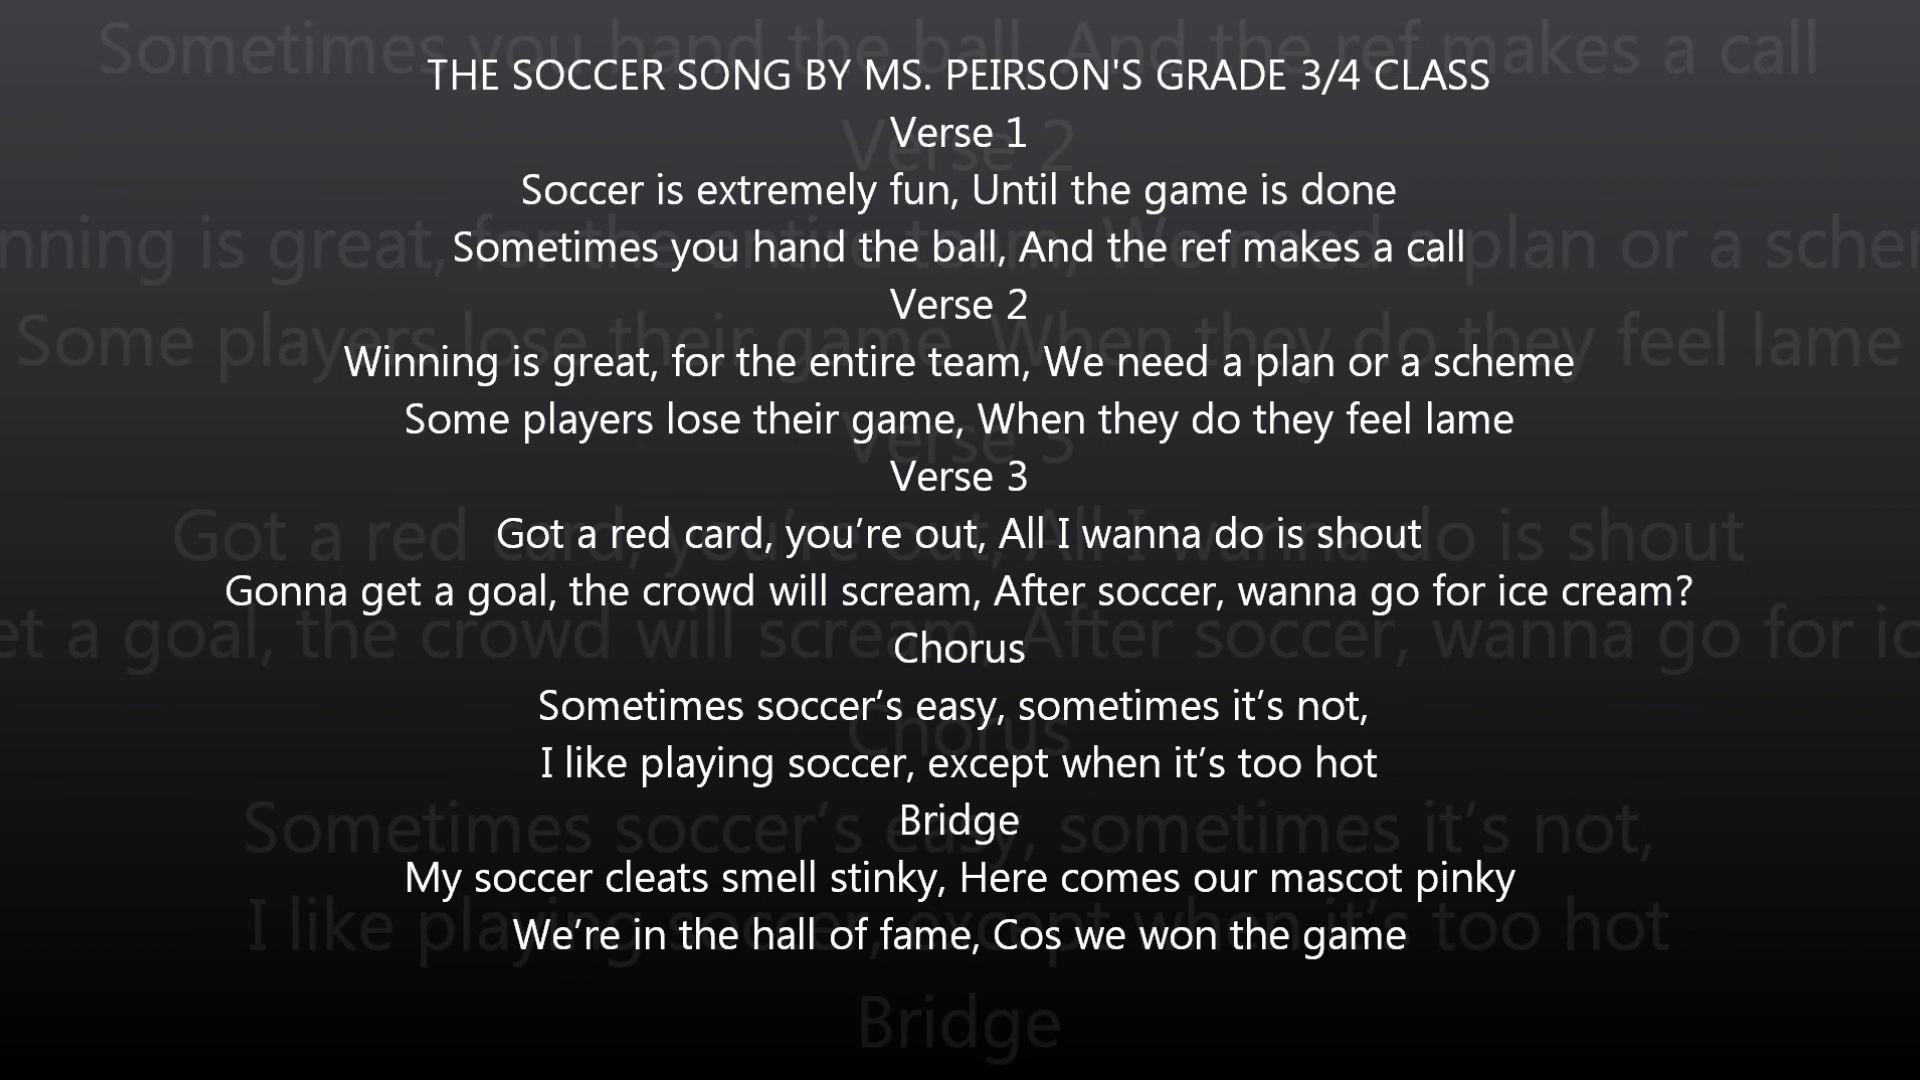 THE SOCCER SONG BY MS. PEIRSON'S GRADE 3/4 CLASS
Verse 1
Soccer is extremely fun, Until the game is done
Sometimes you hand the ball, And the ref makes a call
Verse 2
Winning is great, for the entire team, We need a plan or a scheme
Some players lose their game, When they do they feel lame
Verse 3
Got a red card, you’re out, All I wanna do is shout
Gonna get a goal, the crowd will scream, After soccer, wanna go for ice cream?
Chorus
Sometimes soccer’s easy, sometimes it’s not,
I like playing soccer, except when it’s too hot
Bridge
My soccer cleats smell stinky, Here comes our mascot pinky
We’re in the hall of fame, Cos we won the game